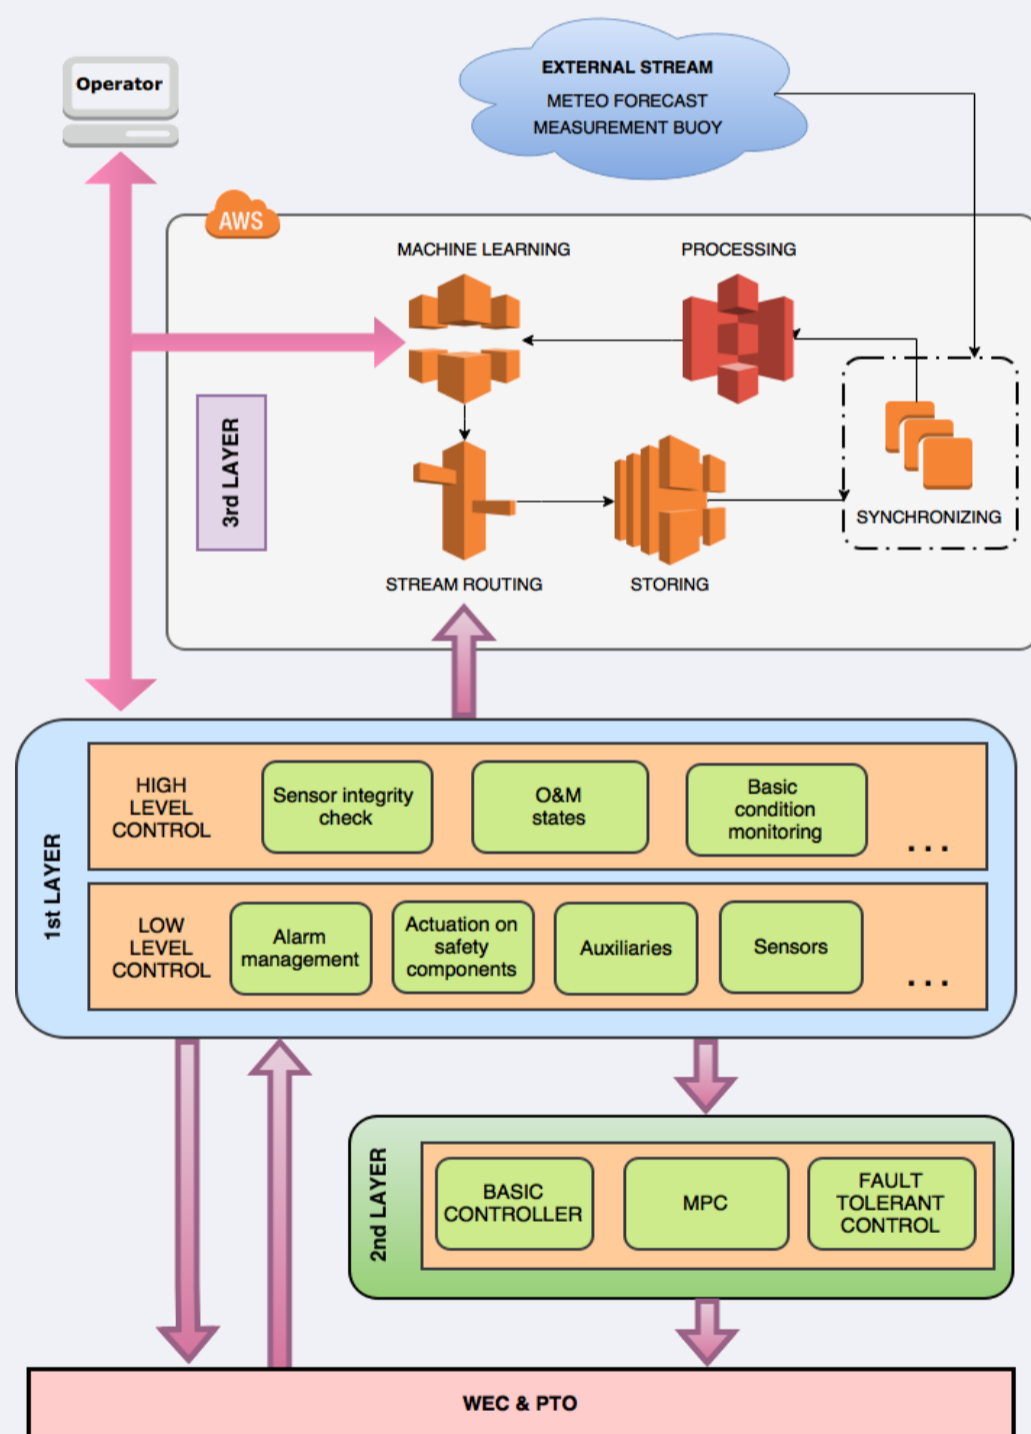 Operator
EXTERNAL STREAM
METEO FORECAST
MEASUREMENT BUOY
AWS
MACHINE LEARNING
PROCESSING
3rd LAYER
SYNCHRONIZING
STREAM ROUTING
STORING
1st LAYER
HIGH
LEVEL
CONTROL
Sensor integrity
check
O&M
states
Basic
condition
monitoring
...
LOW
LEVEL
CONTROL
Alarm
management
Actuation on
safety
components
Auxiliaries
Sensors
...
2nd LAYER
BASIC
CONTROLLER
MPC
FAULT
TOLERANT
CONTROL
WEC & PTO